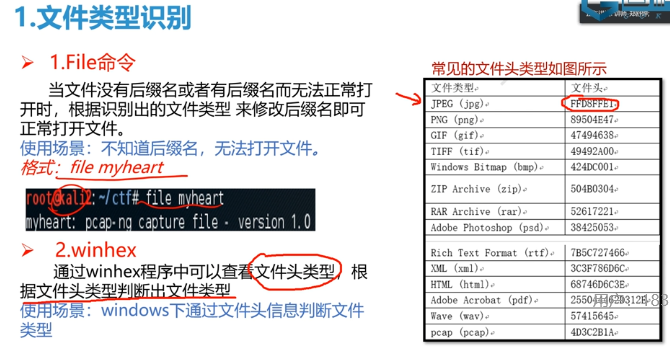 1.文件类型识别
1.File命令
当文件没有后缀名或者有后缀名而无法正常打
开时，根据识别出的文件类型 来修改后缀名即可
正常打开文件。
使用场景：不知道后缀名，无法打开文件。
格式：file myheart
root@kali2:~/ctf# file myheart
myheart: pcap-ng capture file - version 1.0
2.winhex
通过winhex程序中可以查看文件头类型，根
据文件头类型判断出文件类型
使用场景：windows下通过文件头信息判断文件
类型
常见的文件头类型如图所示
文件类型 文件头
JPEG (jpg) FFD8FFE1
PNG (png) 89504E47
GIF (gif) 47494638
TIFF (tif) 49492A00
Windows Bitmap (bmp) 424DC001
ZIP Archive (zip) 504B0304
RAR Archive (rar) 52617221
Adobe Photoshop (psd) 38425053
Rich Text Format (rtf) 7B5C727466
XML (xml) 3C3F786D6C
HTML (html) 68746D6C3E
Adobe Acrobat (pdf) 255044462D312E
Wave (wav) 57415645
pcap (pcap) 4D3C2B1A